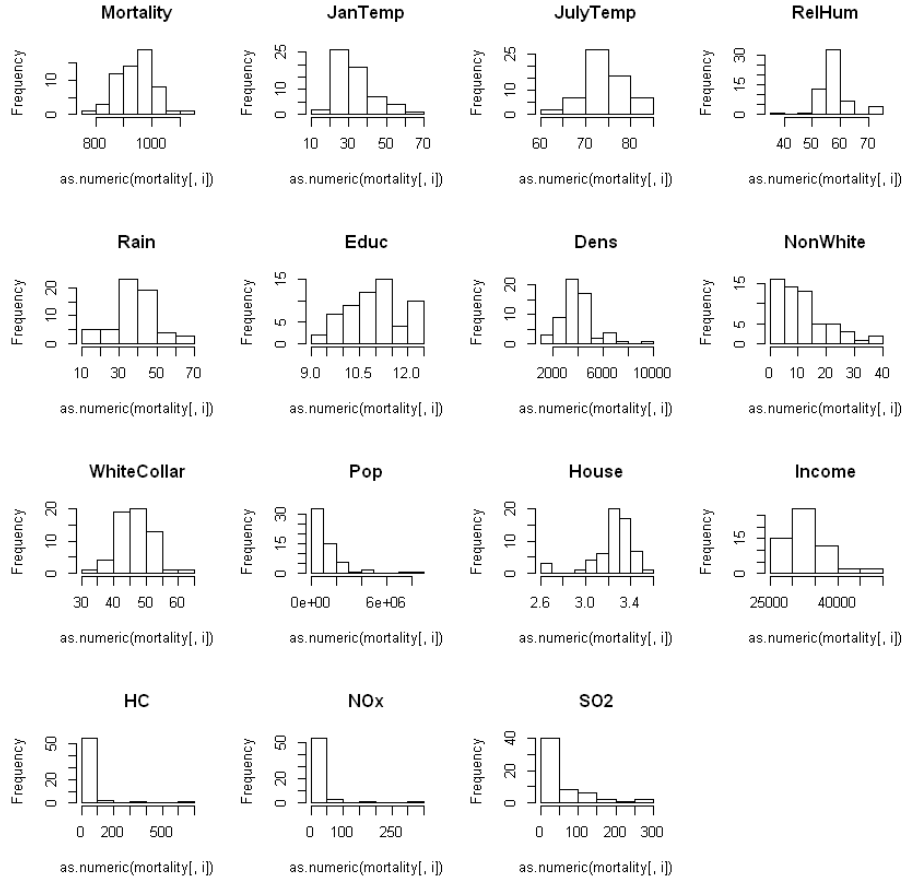 Mortality JanTemp JulyTemp RelHum
Frequency Frequency Frequency Frequency
0 10 0 10 25 0 10 25 0 15 30
800 1000 10 30 50 70 60 70 80 40 50 60 70
as.numeric(mortality[, i]) as.numeric(mortality[, i]) as.numeric(mortality[, i]) as.numeric(mortality[, i])
Rain Educ Dens NonWhite
Frequency Frequency Frequency Frequency
0 10 20 0 5 15 0 10 20 0 5 15
10 30 50 70 9.0 10.5 12.0 2000 6000 10000 0 10 20 30 40
as.numeric(mortality[, i]) as.numeric(mortality[, i]) as.numeric(mortality[, i]) as.numeric(mortality[, i])
WhiteCollar Pop House Income
Frequency Frequency Frequency Frequency
0 10 20 0 10 20 30 0 10 20 0 15
30 40 50 60 0e+00 6e+06 2.6 3.0 3.4 25000 40000
as.numeric(mortality[, i]) as.numeric(mortality[, i]) as.numeric(mortality[, i]) as.numeric(mortality[, i])
HC NOx SO2
Frequency Frequency Frequency
0 20 50 0 20 50 0 20 40
0 200 500 0 100 250 0 100 200 300
as.numeric(mortality[, i]) as.numeric(mortality[, i]) as.numeric(mortality[, i])